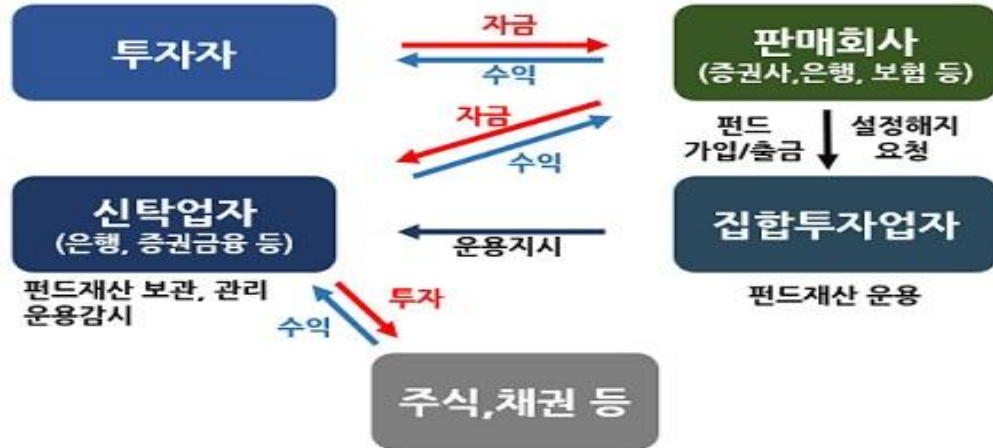 투자자
자금
수익
판매회사
(증권사,은행, 보험 등)
자금
수익
펀드
가입/출금
설정해지
요청
신탁업자
(은행, 증권금융 등)
운용지시
집합투자업자
펀드재산 보관, 관리
운용감시
펀드재산 운용
투자
수익
주식,채권 등